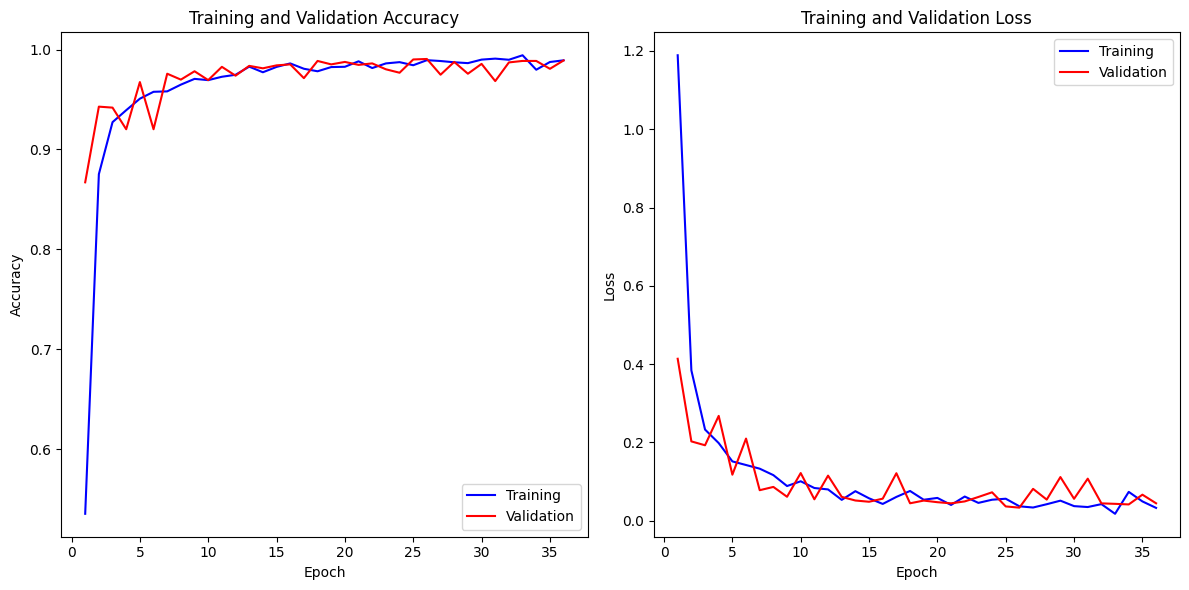 Training and Validation Accuracy
1.0
0.9
0.8
0.7
0.6
Accuracy
0 5 10 15 20 25 30 35
Epoch
Training
Validation
Training and Validation Loss
1.2
1.0
0.8
0.6
0.4
0.2
0.0
Loss
0 5 10 15 20 25 30 35
Epoch
Training
Validation